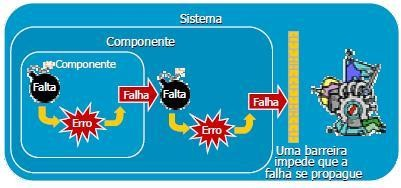 Sistema
Componente
Componente
Falta
Erro
Falha
Falta
Erro
Falha
Uma barreira
impede que a
falha se propague